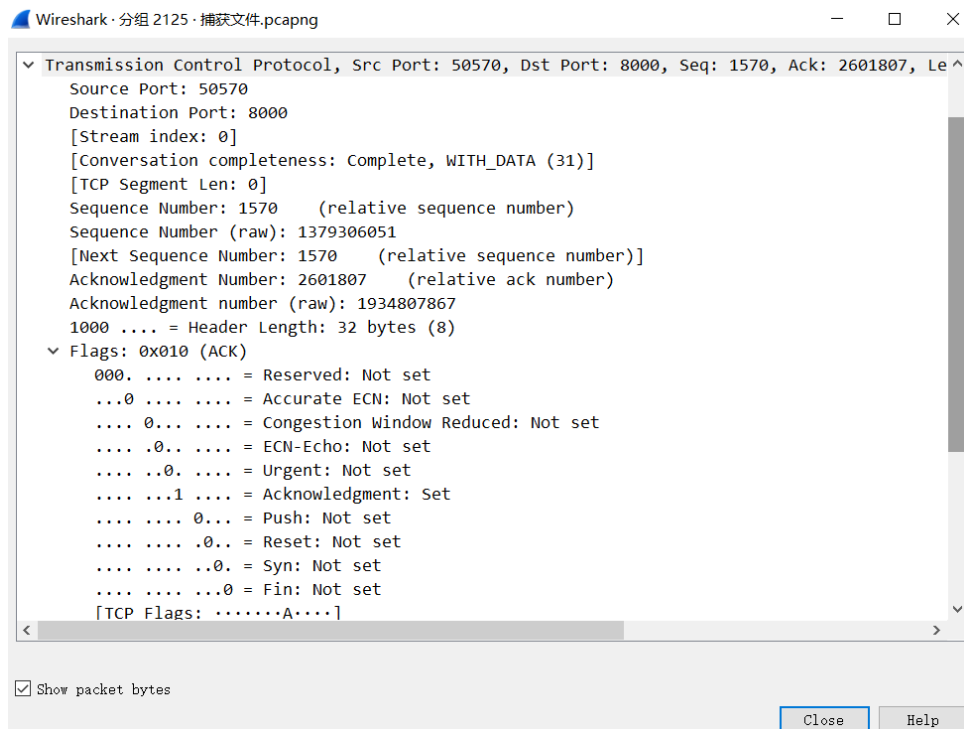 Wireshark · 分组 2125 · 捕获文件.pcapng
Transmission Control Protocol, Src Port: 50570, Dst Port: 8000, Seq: 1570, Ack: 2601807, Le
Source Port: 50570
Destination Port: 8000
[Stream index: 0]
[Conversation completeness: Complete, WITH_DATA (31)]
[TCP Segment Len: 0]
Sequence Number: 1570    (relative sequence number)
Sequence Number (raw): 1379306051
[Next Sequence Number: 1570    (relative sequence number)]
Acknowledgment Number: 2601807    (relative ack number)
Acknowledgment number (raw): 1934807867
1000 .... = Header Length: 32 bytes (8)
Flags: 0x010 (ACK)
000. .... .... = Reserved: Not set
...0 .... .... = Accurate ECN: Not set
.... 0... .... = Congestion Window Reduced: Not set
.... .0.. .... = ECN-Echo: Not set
.... ..0. .... = Urgent: Not set
.... ...1 .... = Acknowledgment: Set
.... .... 0... = Push: Not set
.... .... .0.. = Reset: Not set
.... .... ..0. = Syn: Not set
.... .... ...0 = Fin: Not set
[TCP Flags: ·······A····]
Show packet bytes
Close
Help